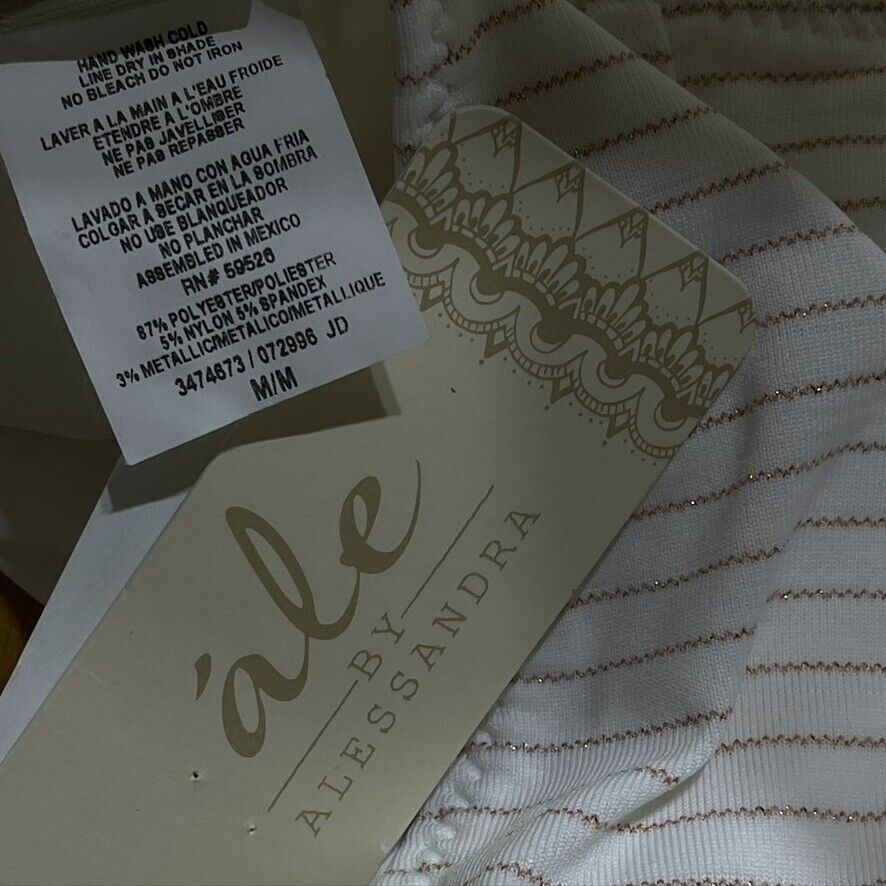 HAND WASH COLD
LINE DRY IN SHADE
NO BLEACH DO NOT IRON
LAVER A LA MAIN A L'EAU FROIDE
ETENDRE A L'OMBRE
NE PAS JAVELLISER
NE PAS REPASSER
LAVADO A MANO CON AGUA FRIA
COLGAR A SECAR EN LA SOMBRA
NO USE BLANQUEADOR
NO PLANCHAR
ASSEMBLED IN MEXICO
RN# 59526
87% POLYESTER/POLIESTER
5% NYLON 5% SPANDEX
3% METALLIC/METALICO/METALLIQUE
3474673 / 072996 JD
M/M
ále
BY
ALESSANDRA